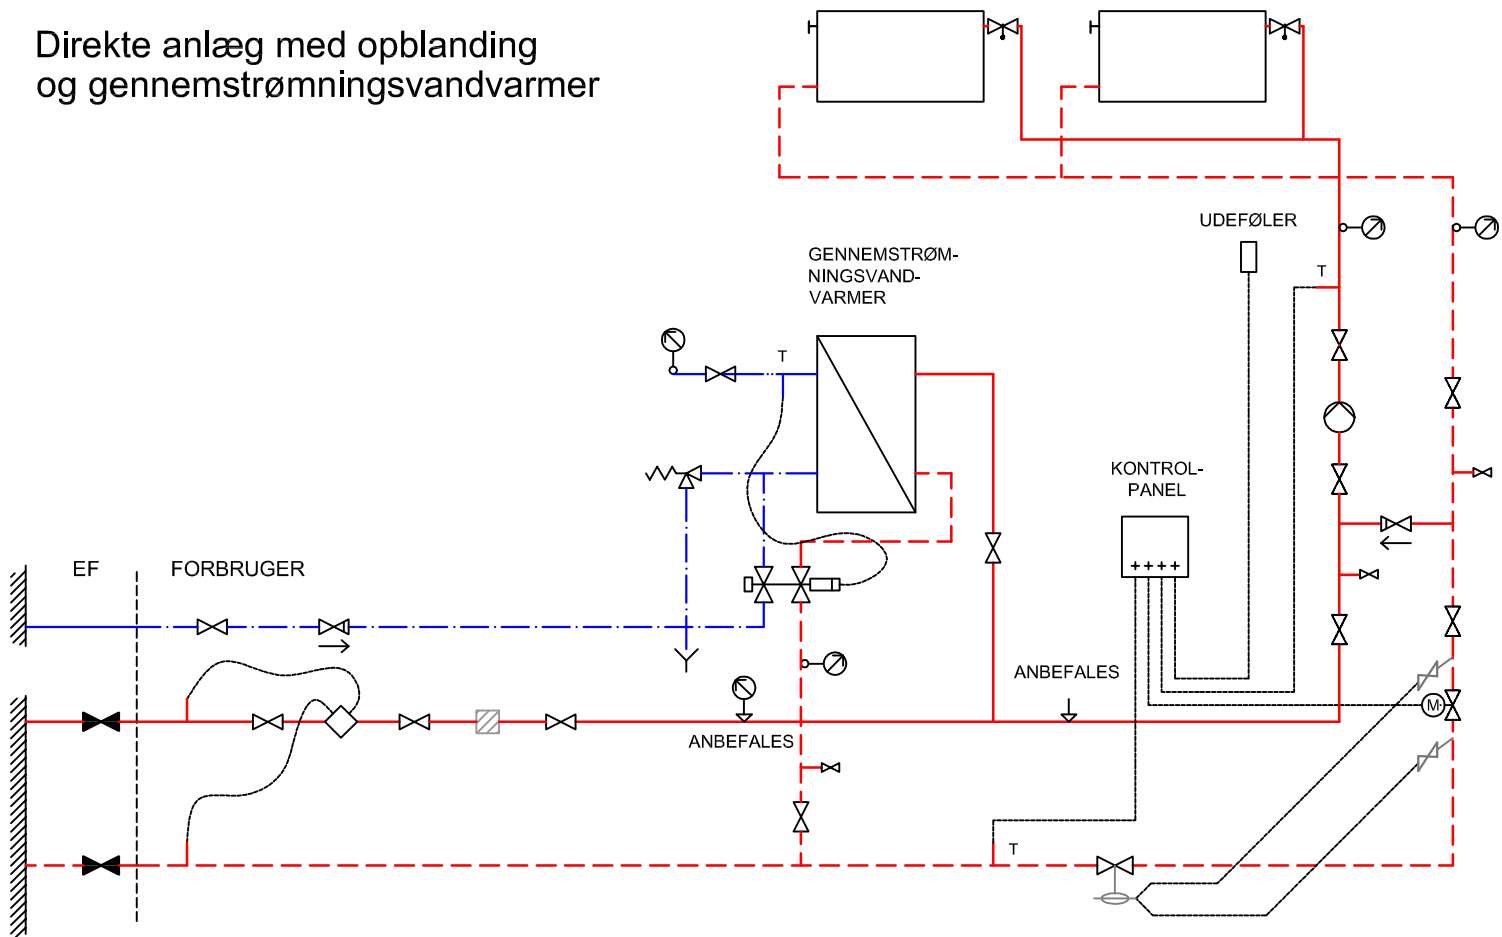 Direkte anlæg med opblanding
og gennemstrømningsvandvarmer
UDEFØLER
GENNEMSTRØM-
NINGSVAND-
VARMER
T
T
KONTROL-
PANEL
EF
FORBRUGER
ANBEFALES
ANBEFALES
M
T